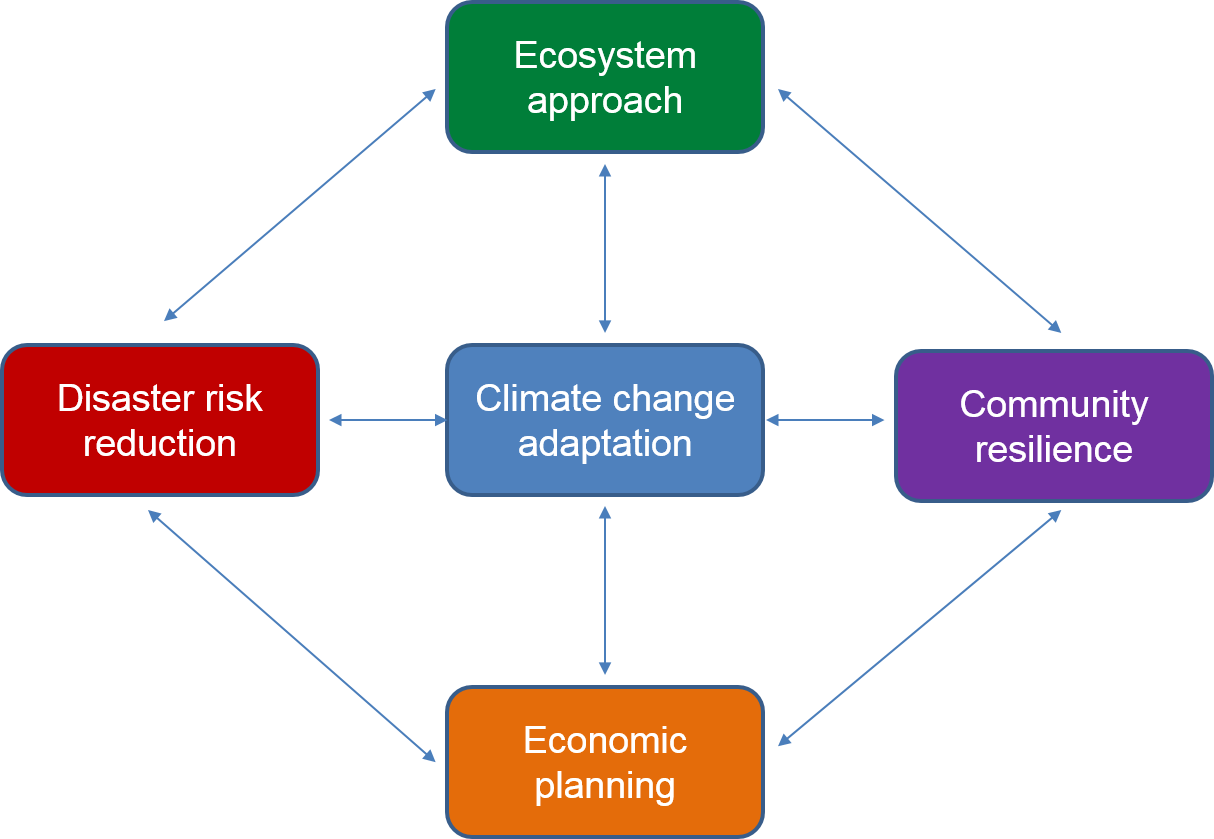 Ecosystem
approach
Disaster risk
reduction
Climate change
adaptation
Community
resilience
Economic
planning